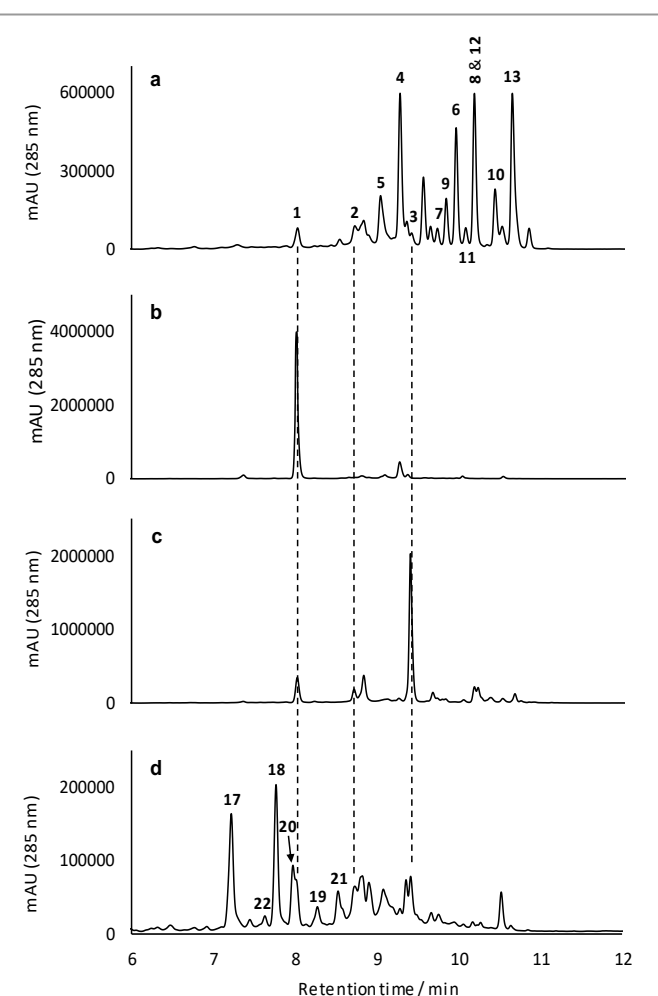 a
8 & 12
4
13
6
5
9
10
1
2
3
7
11
600000
300000
0
mAU (285 nm)
b
4000000
2000000
0
mAU (285 nm)
c
2000000
1000000
0
mAU (285 nm)
d
18
17
20
21
22
19
200000
100000
0
mAU (285 nm)
6 7 8 9 10 11 12
Retention time / min